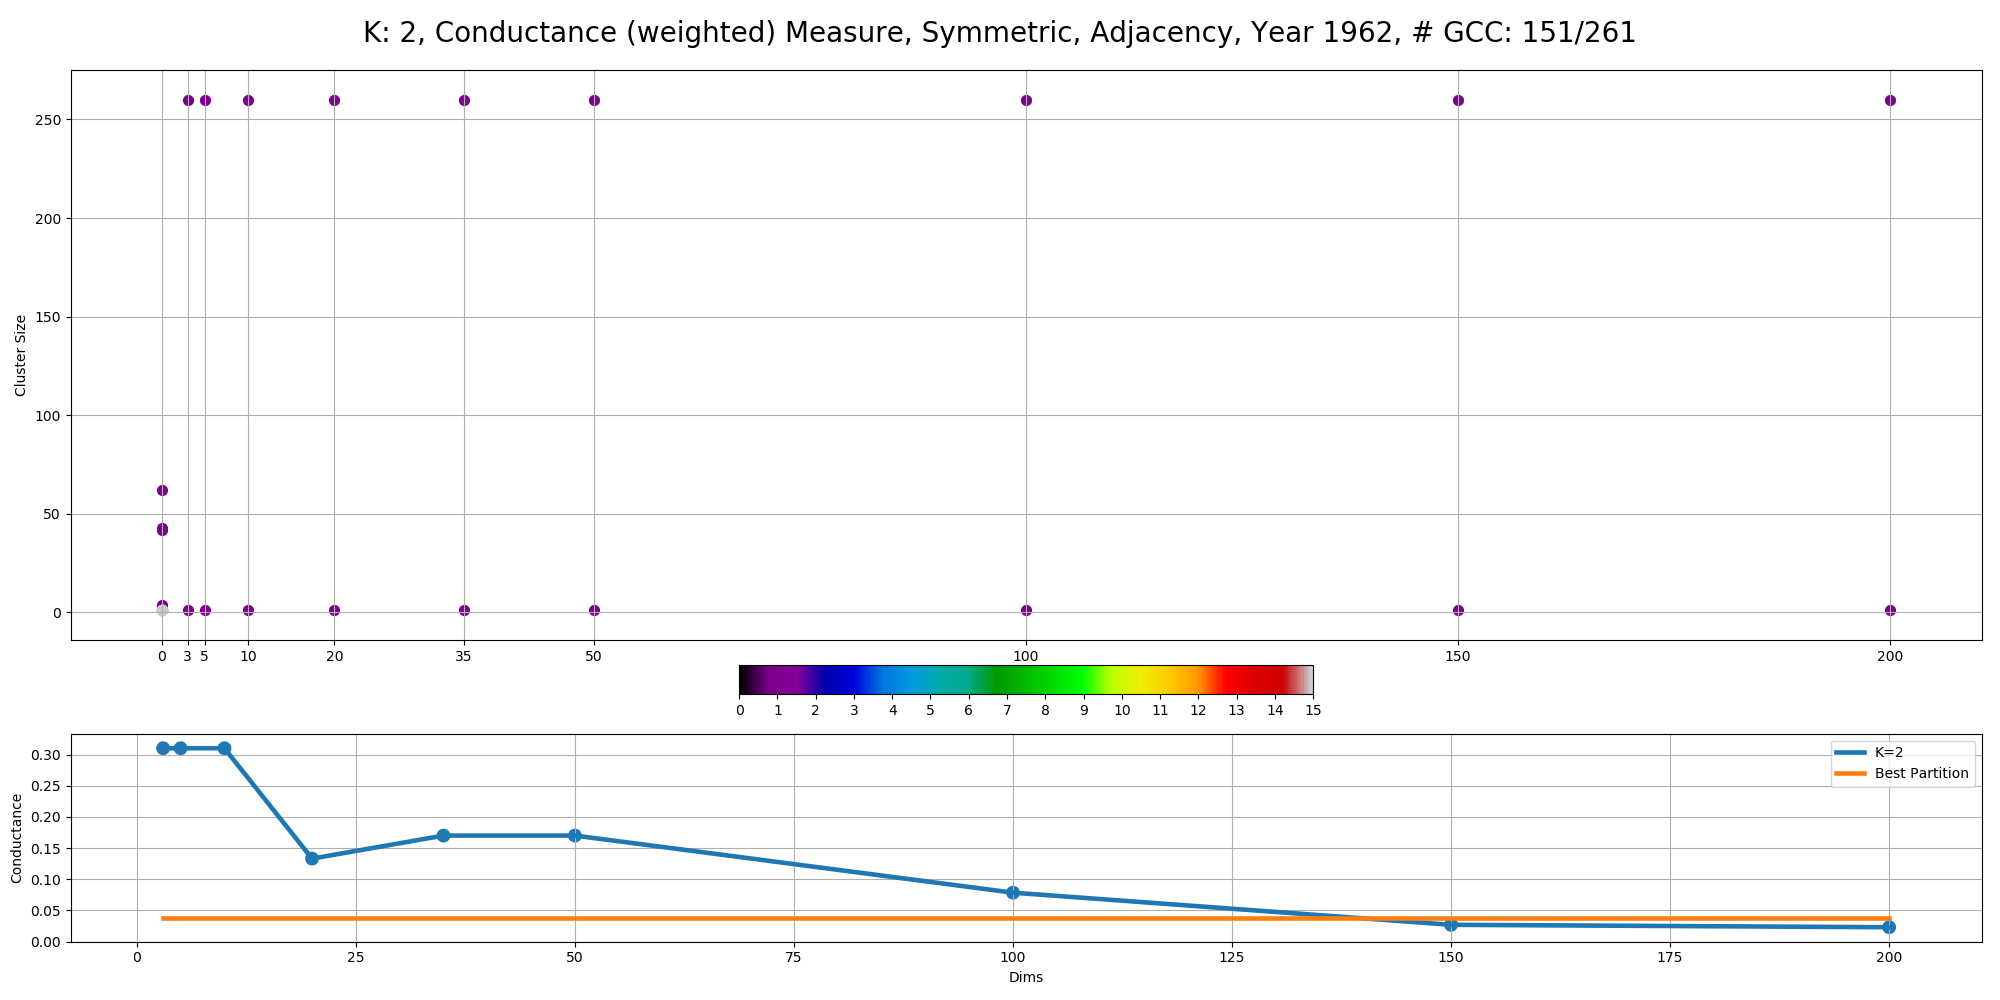 K: 2, Conductance (weighted) Measure, Symmetric, Adjacency, Year 1962, # GCC: 151/261
250
200
150
100
50
0
Cluster Size
0 3 5 10 20 35 50 100 150 200
0 1 2 3 4 5 6 7 8 9 10 11 12 13 14 15
0.30
0.25
0.20
0.15
0.10
0.05
0.00
Conductance
K=2
Best Partition
0 25 50 75 100 125 150 175 200
Dims